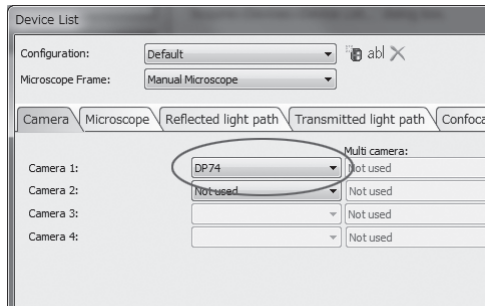 Device List
Configuration: Default abl
Microscope Frame: Manual Microscope
Camera Microscope Reflected light path Transmitted light path Confoca
Multi camera:
Camera 1: DP74 Not used
Camera 2: Not used Not used
Camera 3: Not used
Camera 4: Not used